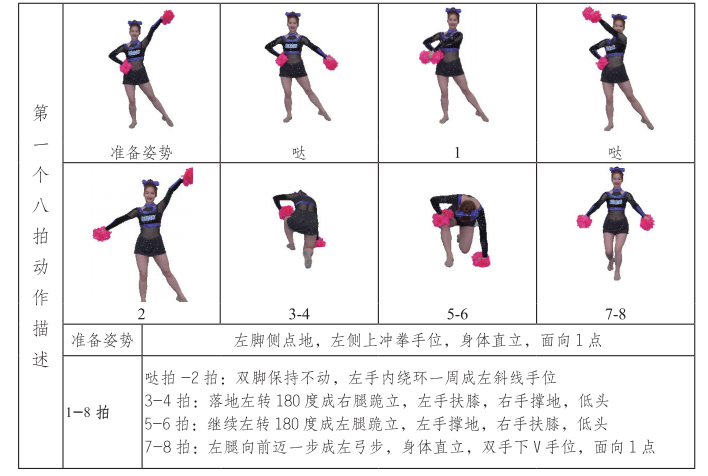 第一个八拍动作描述
准备姿势
哒
1
哒
2
3-4
5-6
7-8
准备姿势
左脚侧点地，左侧上冲拳手位，身体直立，面向1点
1-8拍
哒拍-2拍：双脚保持不动，左手内绕环一周成左斜线手位
3-4拍：落地左转180度成右腿跪立，左手扶膝，右手撑地，低头
5-6拍：继续左转180度成左腿跪立，左手撑地，右手扶膝，低头
7-8拍：左腿向前迈一步成左弓步，身体直立，双手下V手位，面向1点